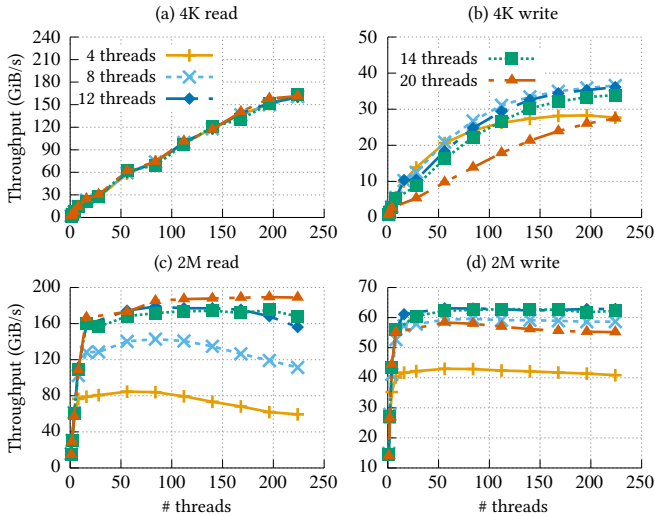 (a) 4K read
(b) 4K write
Throughput (GiB/s)
240
210
180
150
120
90
60
30
0
4 threads
8 threads
12 threads
0 50 100 150 200 250
50
40
30
20
10
0
14 threads
20 threads
0 50 100 150 200 250
(c) 2M read
(d) 2M write
Throughput (GiB/s)
200
160
120
80
40
0
0 50 100 150 200 250
# threads
70
60
50
40
30
20
10
0 50 100 150 200 250
# threads